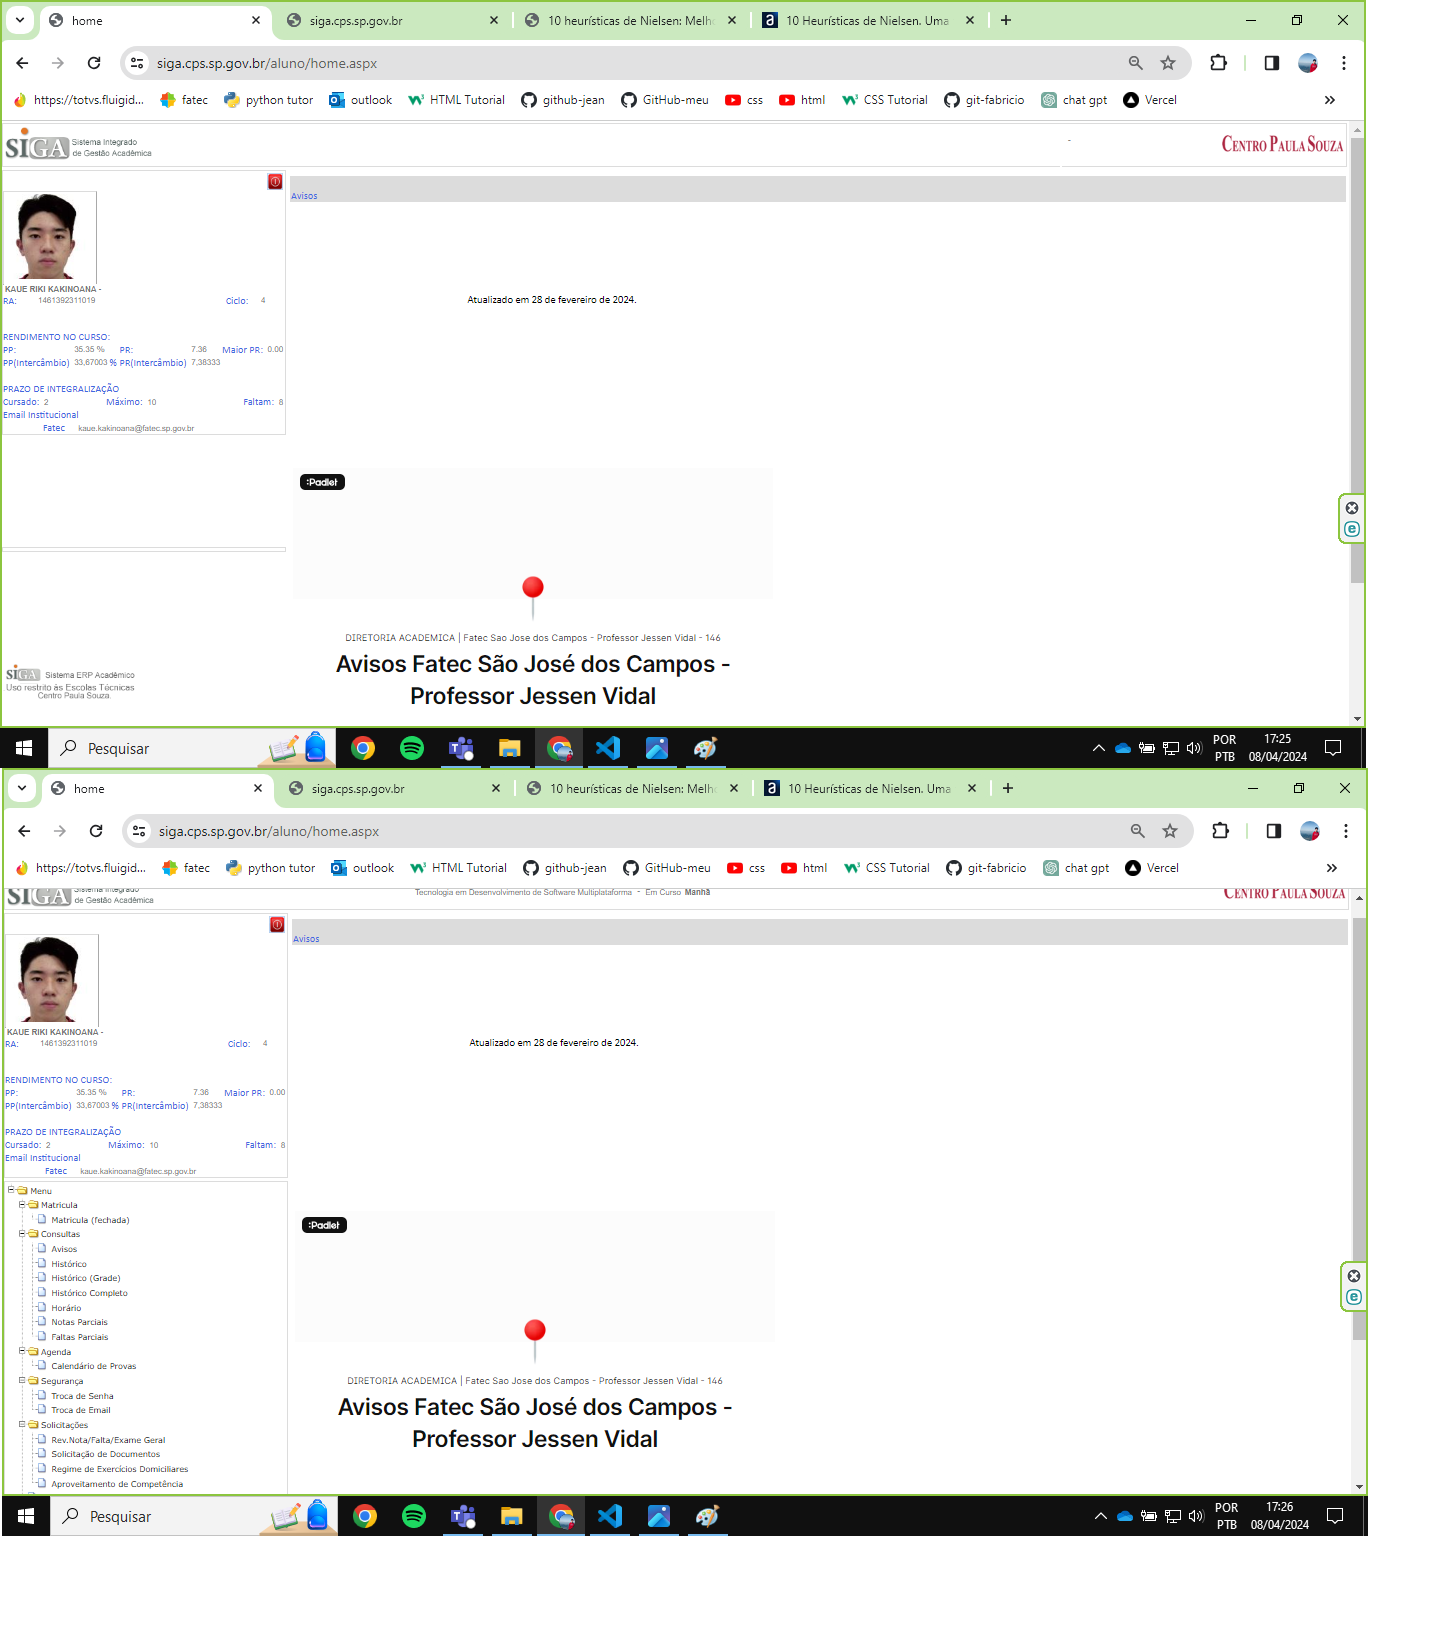 home
siga.cps.sp.gov.br
10 heurísticas de Nielsen: Melh
10 Heurísticas de Nielsen. Uma
siga.cps.sp.gov.br/aluno/home.aspx
https://totvs.fluigid...
fatec
python tutor
outlook
HTML Tutorial
github-jean
GitHub-meu
css
html
CSS Tutorial
git-fabricio
chat gpt
Vercel
SIGA
Sistema Integrado
de Gestão Acadêmica
-
CENTRO PAULA SOUZA
Avisos
KAUE RIKI KAKINOANA -
RA: 1461392311019 Ciclo: 4
RENDIMENTO NO CURSO:
PP: 35.35 % PR: 7.36 Maior PR: 0.00
PP(Intercâmbio) 33,67003 % PR(Intercâmbio) 7,38333
PRAZO DE INTEGRALIZAÇÃO
Cursado: 2 Máximo: 10 Faltam: 8
Email Institucional
Fatec kaue.kakinoana@fatec.sp.gov.br
Atualizado em 28 de fevereiro de 2024.
:Padlet
DIRETORIA ACADEMICA | Fatec Sao Jose dos Campos - Professor Jessen Vidal - 146
Avisos Fatec São José dos Campos -
Professor Jessen Vidal
SIGA Sistema ERP Acadêmico
Uso restrito às Escolas Técnicas
Centro Paula Souza.
Pesquisar
POR
PTB
17:25
08/04/2024
home
siga.cps.sp.gov.br
10 heurísticas de Nielsen: Melh
10 Heurísticas de Nielsen. Uma
siga.cps.sp.gov.br/aluno/home.aspx
https://totvs.fluigid...
fatec
python tutor
outlook
HTML Tutorial
github-jean
GitHub-meu
css
html
CSS Tutorial
git-fabricio
chat gpt
Vercel
SIGA
Sistema Integrado
de Gestão Acadêmica
Tecnologia em Desenvolvimento de Software Multiplataforma - Em Curso Manhã
CENTRO PAULA SOUZA
Avisos
KAUE RIKI KAKINOANA -
RA: 1461392311019 Ciclo: 4
RENDIMENTO NO CURSO:
PP: 35.35 % PR: 7.36 Maior PR: 0.00
PP(Intercâmbio) 33,67003 % PR(Intercâmbio) 7,38333
PRAZO DE INTEGRALIZAÇÃO
Cursado: 2 Máximo: 10 Faltam: 8
Email Institucional
Fatec kaue.kakinoana@fatec.sp.gov.br
Menu
Matricula
Matricula (fechada)
Consultas
Avisos
Histórico
Histórico (Grade)
Histórico Completo
Horário
Notas Parciais
Faltas Parciais
Agenda
Calendário de Provas
Segurança
Troca de Senha
Troca de Email
Solicitações
Rev.Nota/Falta/Exame Geral
Solicitação de Documentos
Regime de Exercícios Domiciliares
Aproveitamento de Competência
Atualizado em 28 de fevereiro de 2024.
:Padlet
DIRETORIA ACADEMICA | Fatec Sao Jose dos Campos - Professor Jessen Vidal - 146
Avisos Fatec São José dos Campos -
Professor Jessen Vidal
Pesquisar
POR
PTB
17:26
08/04/2024